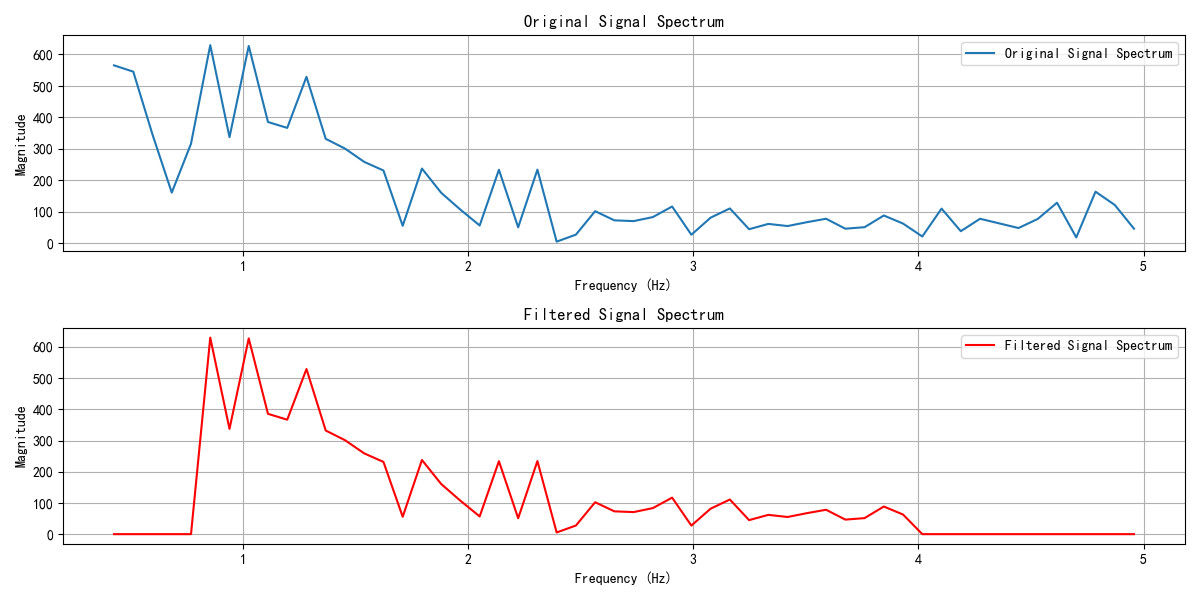 Original Signal Spectrum
Original Signal Spectrum
Magnitude
600
500
400
300
200
100
0
1 2 3 4 5
Frequency (Hz)
Filtered Signal Spectrum
Filtered Signal Spectrum
Magnitude
600
500
400
300
200
100
0
1 2 3 4 5
Frequency (Hz)